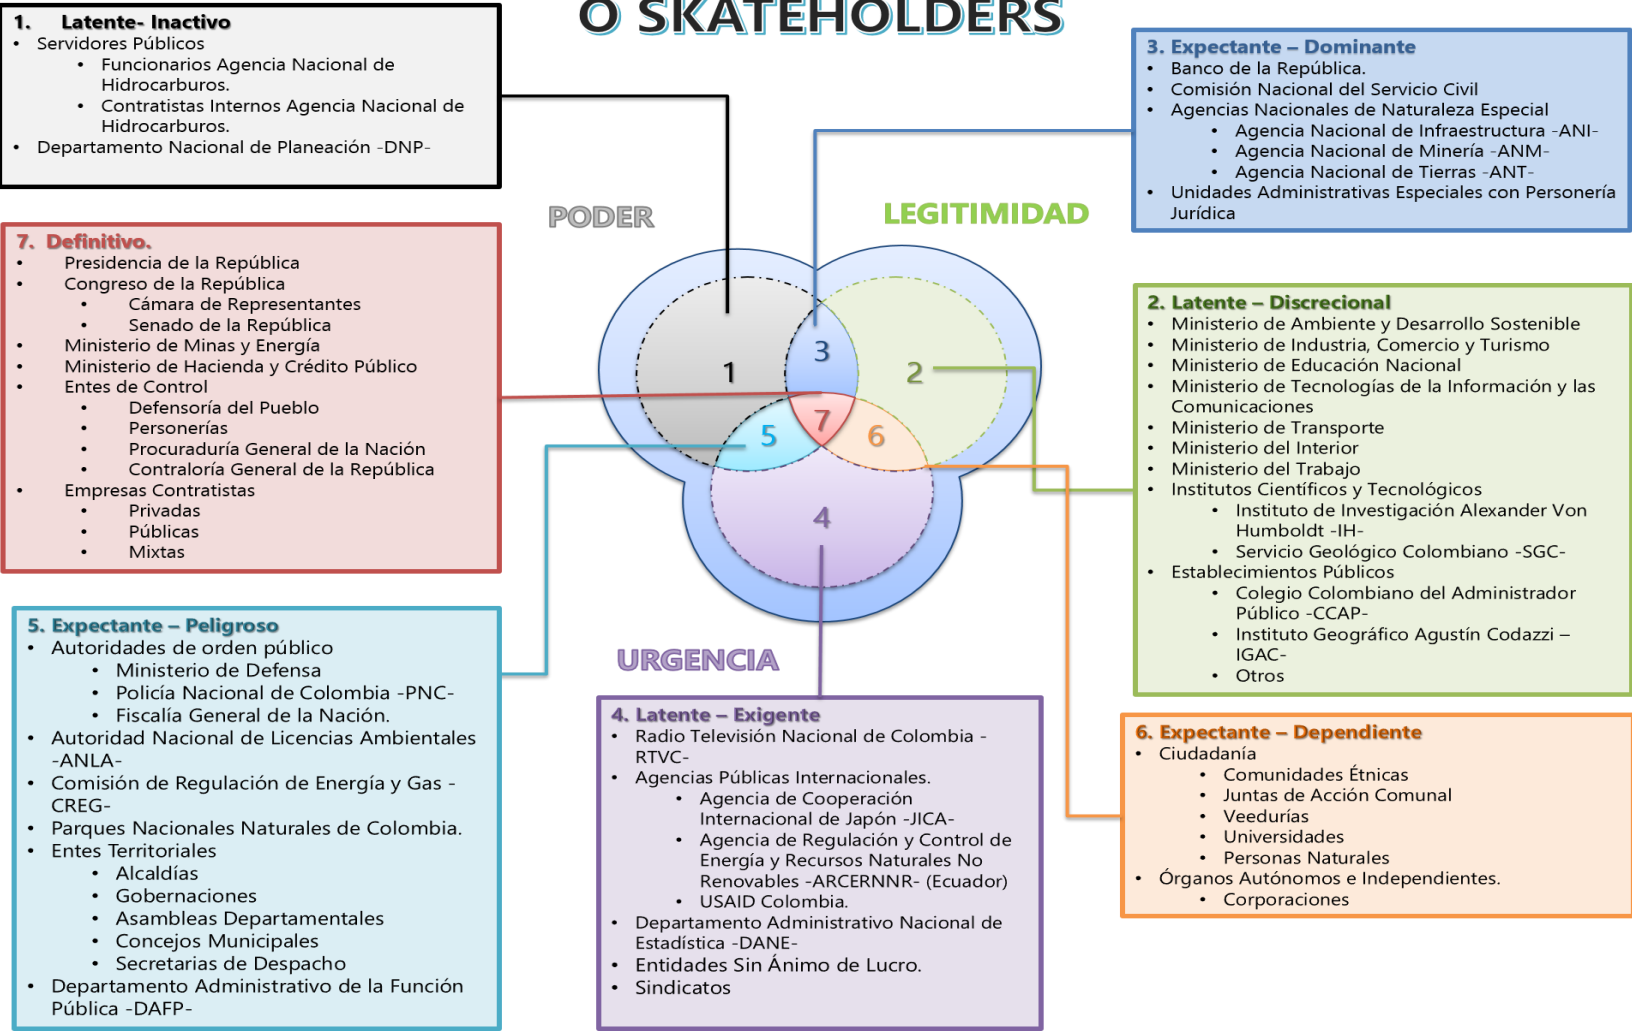 O SKATEHOLDERS
1. Latente- Inactivo
• Servidores Públicos
• Funcionarios Agencia Nacional de
Hidrocarburos.
• Contratistas Internos Agencia Nacional de
Hidrocarburos.
• Departamento Nacional de Planeación -DNP-
7. Definitivo.
• Presidencia de la República
• Congreso de la República
• Cámara de Representantes
• Senado de la República
• Ministerio de Minas y Energía
• Ministerio de Hacienda y Crédito Público
• Entes de Control
• Defensoría del Pueblo
• Personerías
• Procuraduría General de la Nación
• Contraloría General de la República
• Empresas Contratistas
• Privadas
• Públicas
• Mixtas
5. Expectante – Peligroso
• Autoridades de orden público
• Ministerio de Defensa
• Policía Nacional de Colombia -PNC-
• Fiscalía General de la Nación.
• Autoridad Nacional de Licencias Ambientales
-ANLA-
• Comisión de Regulación de Energía y Gas -
CREG-
• Parques Nacionales Naturales de Colombia.
• Entes Territoriales
• Alcaldías
• Gobernaciones
• Asambleas Departamentales
• Concejos Municipales
• Secretarias de Despacho
• Departamento Administrativo de la Función
Pública -DAFP-
PODER
LEGITIMIDAD
1
3
2
5
7
6
4
URGENCIA
4. Latente – Exigente
• Radio Televisión Nacional de Colombia -
RTVC-
• Agencias Públicas Internacionales.
• Agencia de Cooperación
Internacional de Japón -JICA-
• Agencia de Regulación y Control de
Energía y Recursos Naturales No
Renovables -ARCERNNR- (Ecuador)
• USAID Colombia.
• Departamento Administrativo Nacional de
Estadística -DANE-
• Entidades Sin Ánimo de Lucro.
• Sindicatos
3. Expectante – Dominante
• Banco de la República.
• Comisión Nacional del Servicio Civil
• Agencias Nacionales de Naturaleza Especial
• Agencia Nacional de Infraestructura -ANI-
• Agencia Nacional de Minería -ANM-
• Agencia Nacional de Tierras -ANT-
• Unidades Administrativas Especiales con Personería
Jurídica
2. Latente – Discrecional
• Ministerio de Ambiente y Desarrollo Sostenible
• Ministerio de Industria, Comercio y Turismo
• Ministerio de Educación Nacional
• Ministerio de Tecnologías de la Información y las
Comunicaciones
• Ministerio de Transporte
• Ministerio del Interior
• Ministerio del Trabajo
• Institutos Científicos y Tecnológicos
• Instituto de Investigación Alexander Von
Humboldt -IH-
• Servicio Geológico Colombiano -SGC-
• Establecimientos Públicos
• Colegio Colombiano del Administrador
Público -CCAP-
• Instituto Geográfico Agustín Codazzi –
IGAC-
• Otros
6. Expectante – Dependiente
• Ciudadanía
• Comunidades Étnicas
• Juntas de Acción Comunal
• Veedurías
• Universidades
• Personas Naturales
• Órganos Autónomos e Independientes.
• Corporaciones